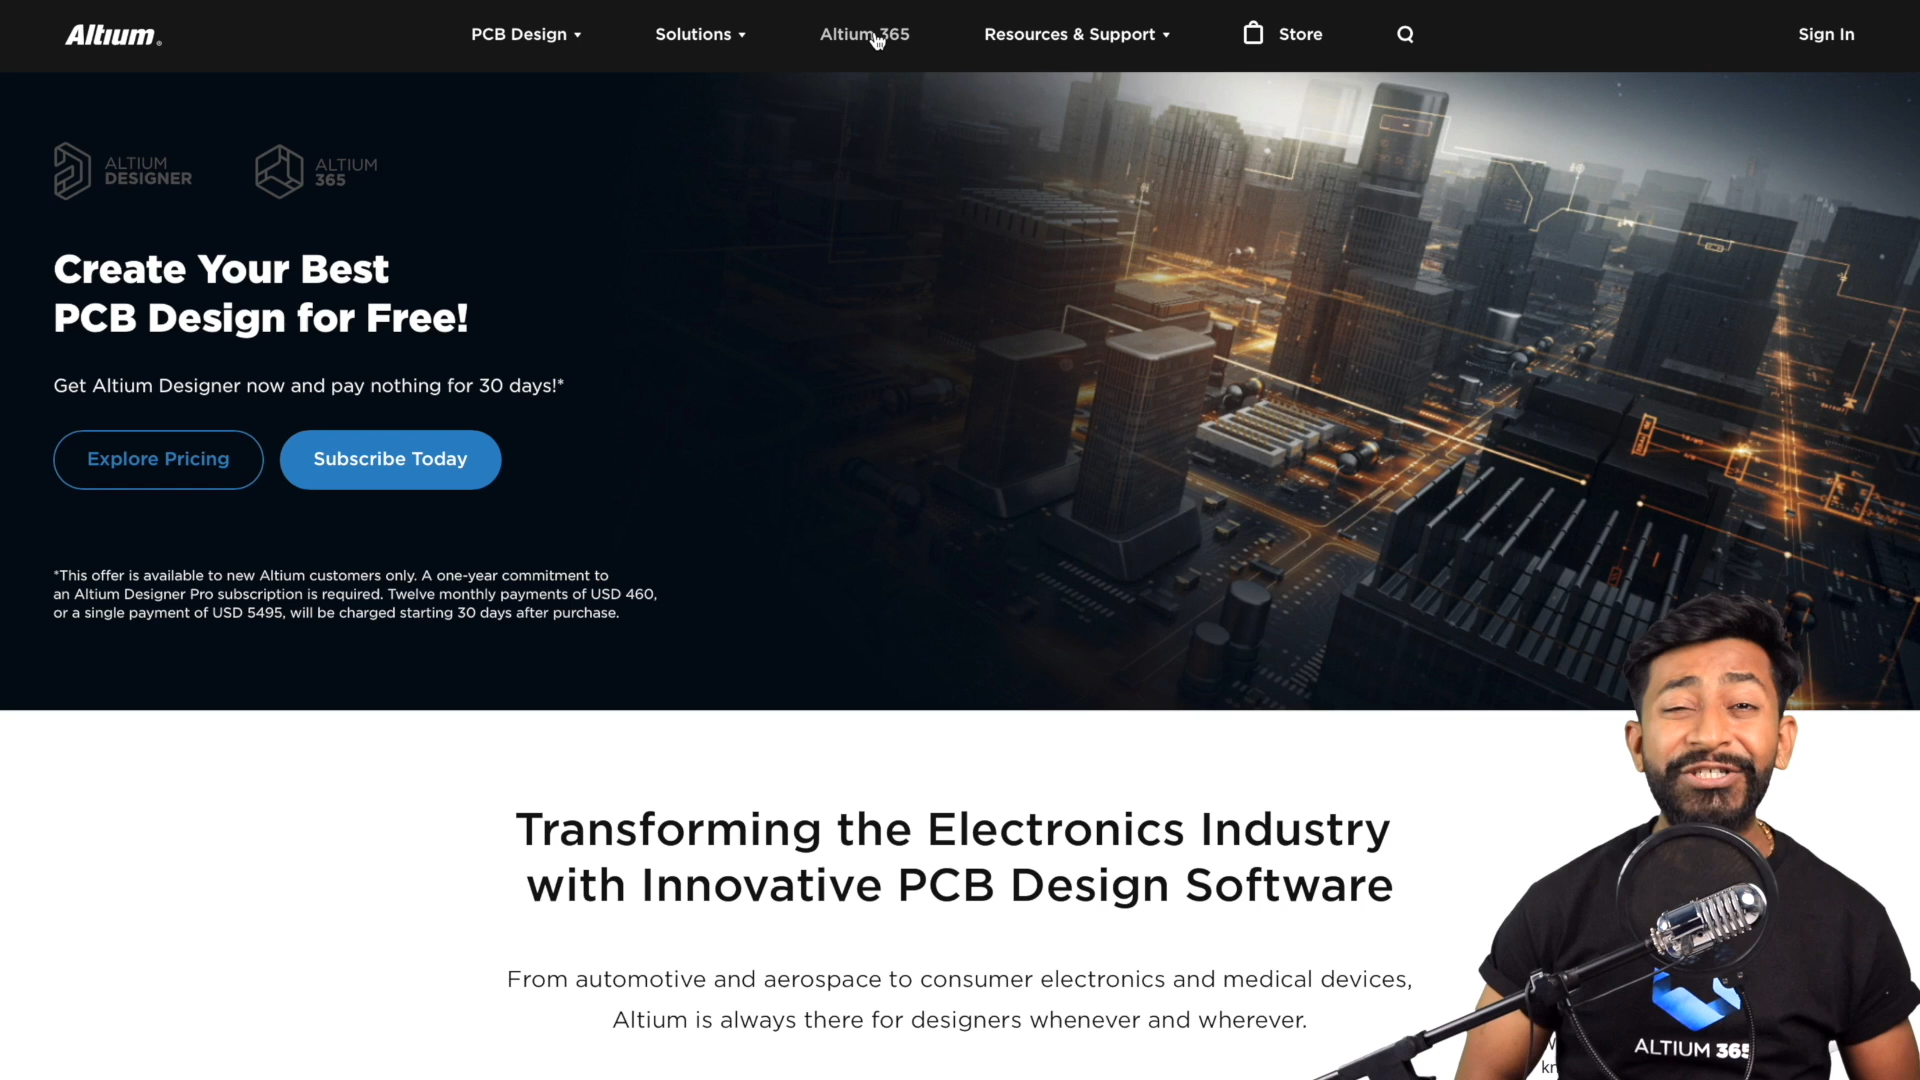 Altium
PCB Design
Solutions
Altium 365
Resources & Support
Store
Sign In
ALTIUM
DESIGNER
ALTIUM
365
Create Your Best
PCB Design for Free!
Get Altium Designer now and pay nothing for 30 days!*
Explore Pricing
Subscribe Today
*This offer is available to new Altium customers only. A one-year commitment to
an Altium Designer Pro subscription is required. Twelve monthly payments of USD 460,
or a single payment of USD 5495, will be charged starting 30 days after purchase.
Transforming the Electronics Industry
with Innovative PCB Design Software
From automotive and aerospace to consumer electronics and medical devices,
Altium is always there for designers whenever and wherever.
ALTIUM 365